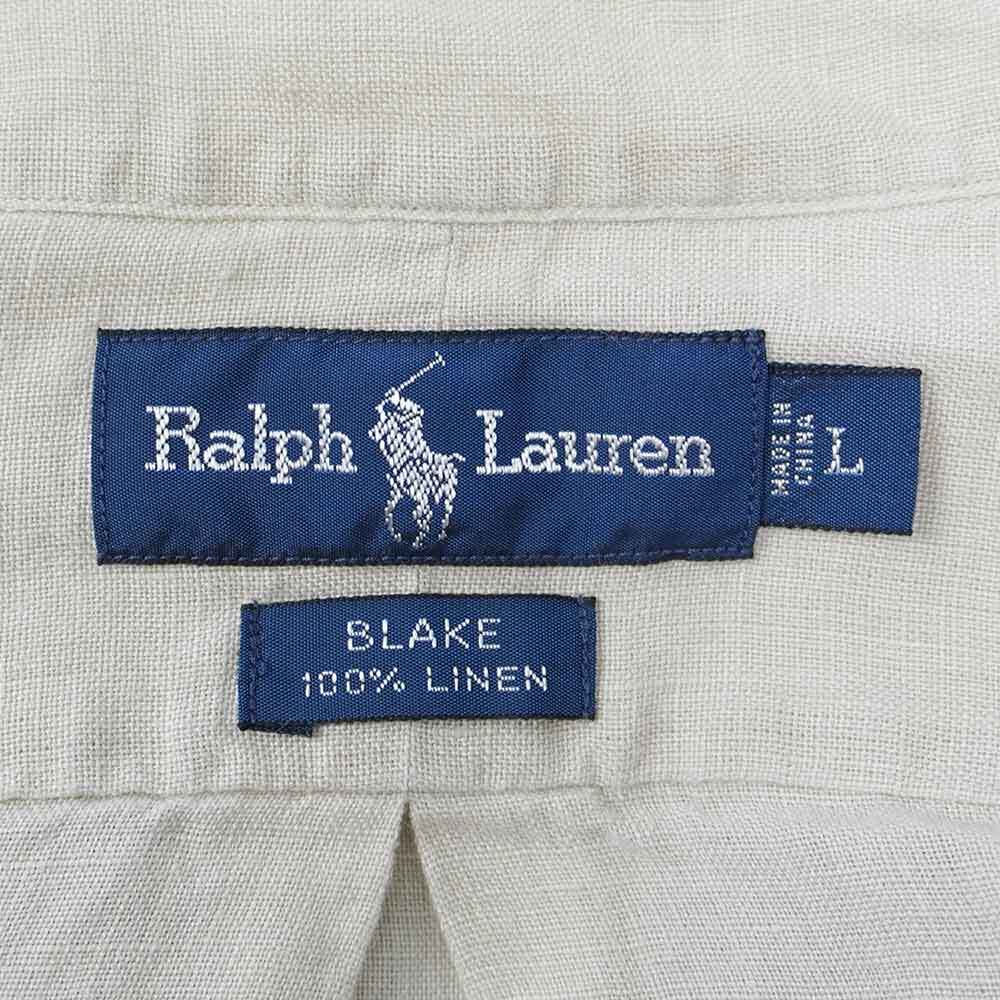 Ralph Lauren
MADE IN
CHINA
L
BLAKE
100% LINEN